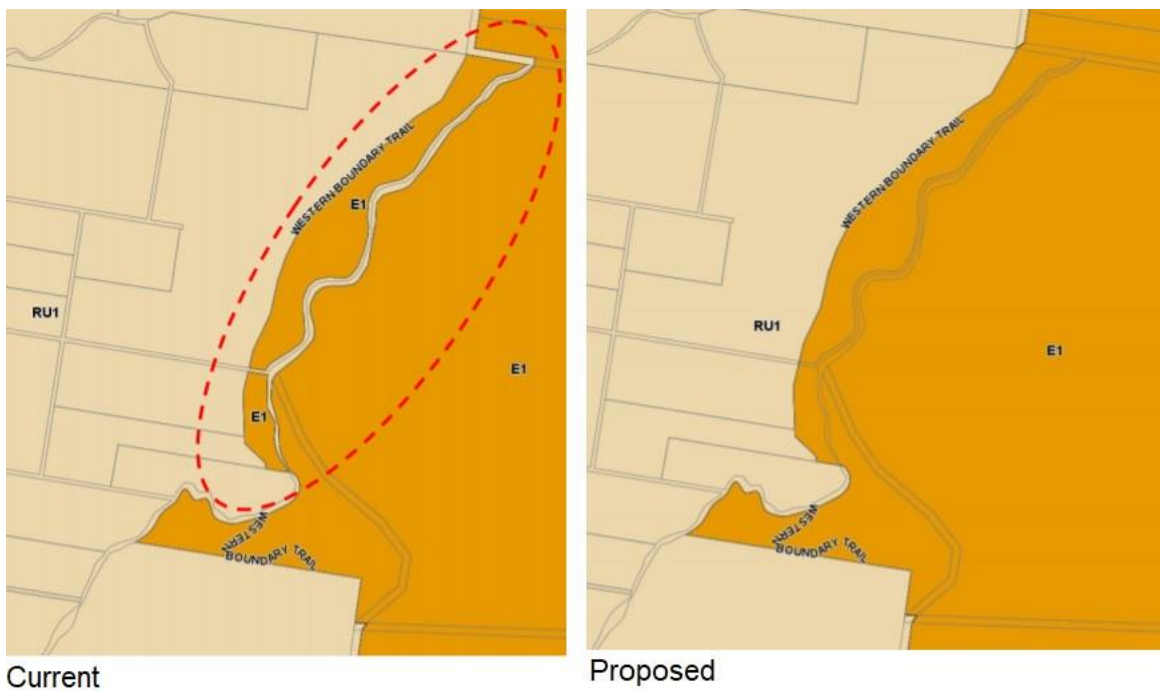 WESTERN BOUNDARY TRAIL
E1
RU1
E1
E1
WESTERN
BOUNDARY TRAIL
Current
WESTERN BOUNDARY TRAIL
RU1
E1
WESTERN
BOUNDARY TRAIL
Proposed